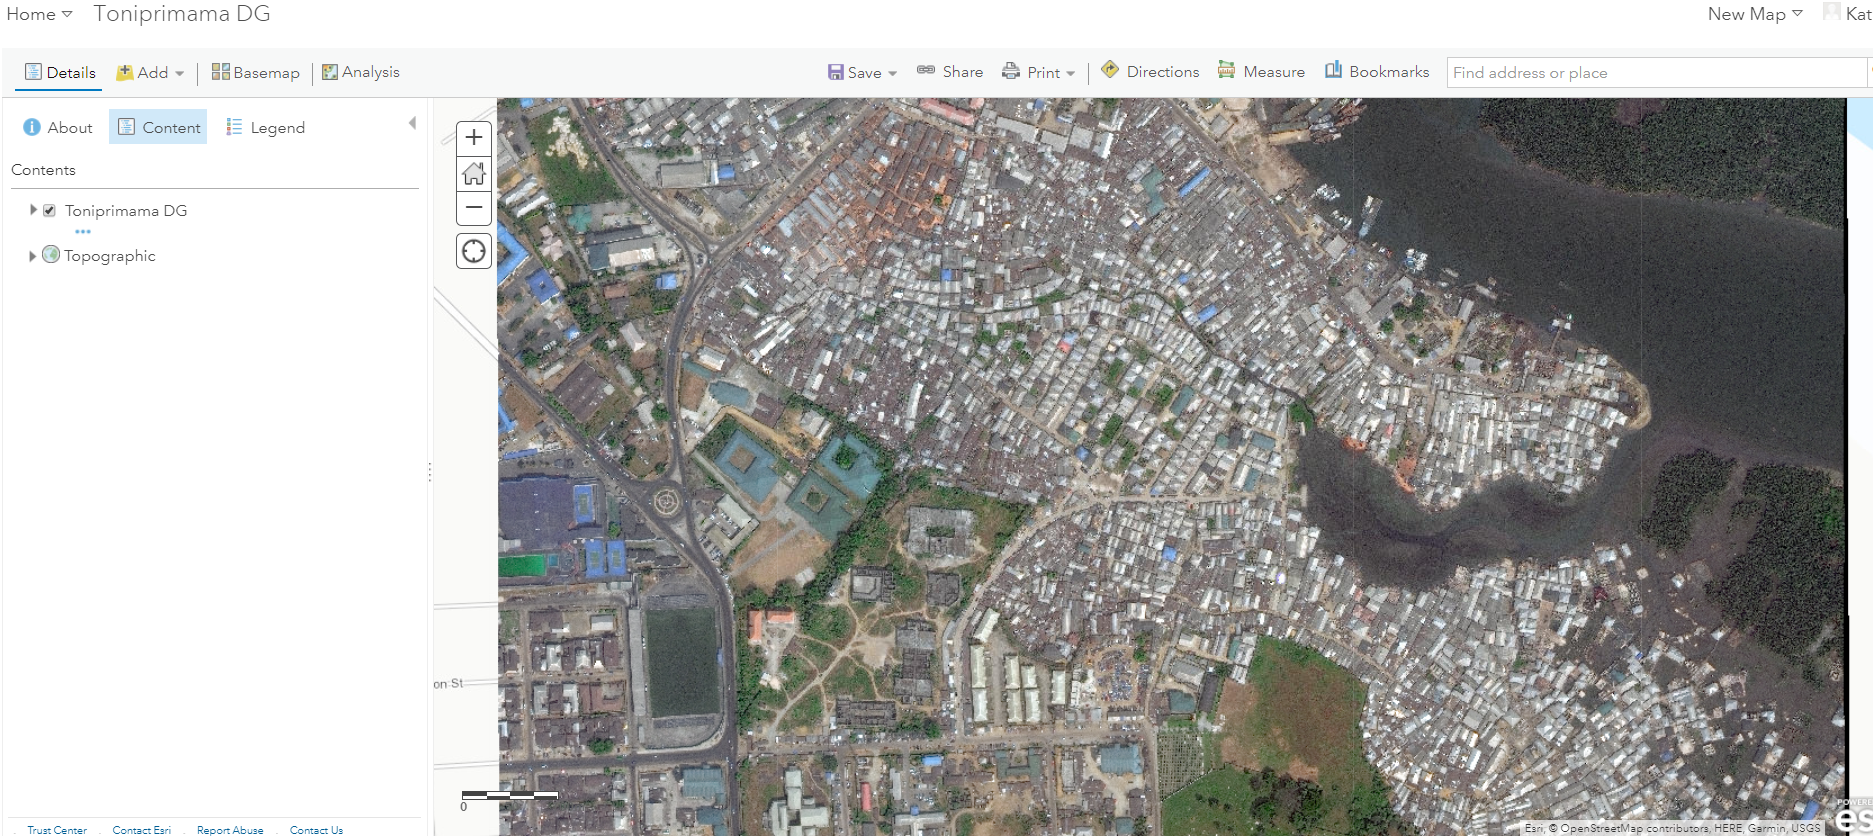 Home Toniprimama DG New Map Kat
Details Add Basemap Analysis Save Share Print Directions Measure Bookmarks Find address or place
About Content Legend
Contents
Toniprimama DG
Topographic
on St
0
POWERE
es
Esri, © OpenStreetMap contributors, HERE, Garmin, USGS
Trust Center Contact Esri Report Abuse Contact Us